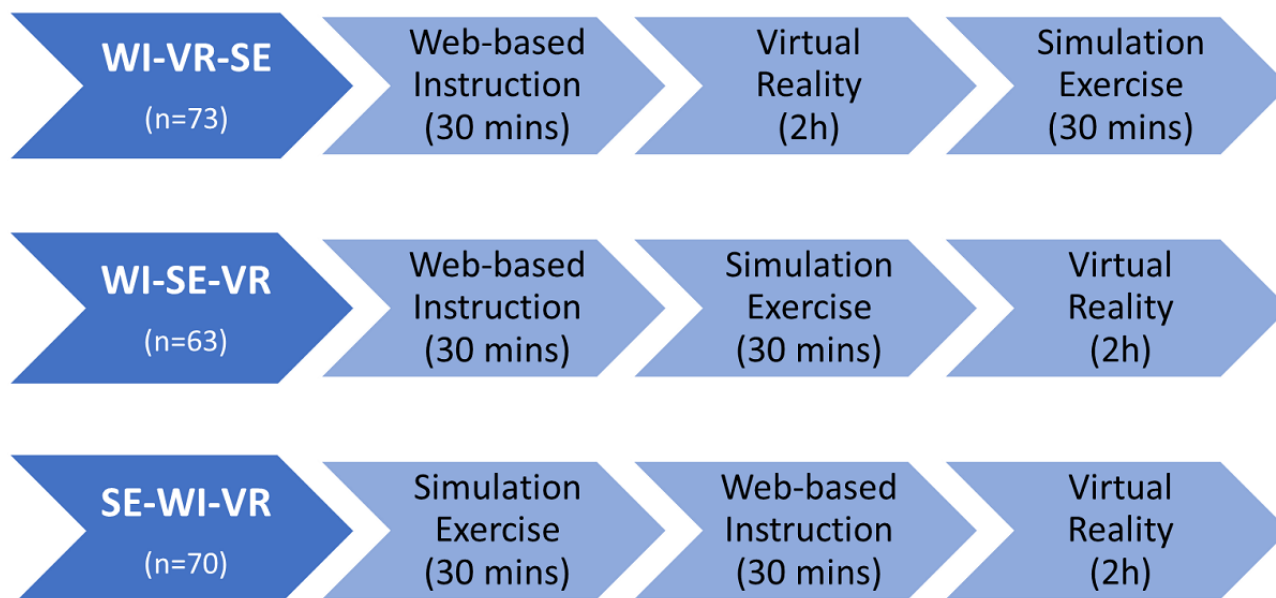 WI-VR-SE
(n=73)
Web-based
Instruction
(30 mins)
Virtual
Reality
(2h)
Simulation
Exercise
(30 mins)
WI-SE-VR
(n=63)
Web-based
Instruction
(30 mins)
Simulation
Exercise
(30 mins)
Virtual
Reality
(2h)
SE-WI-VR
(n=70)
Simulation
Exercise
(30 mins)
Web-based
Instruction
(30 mins)
Virtual
Reality
(2h)